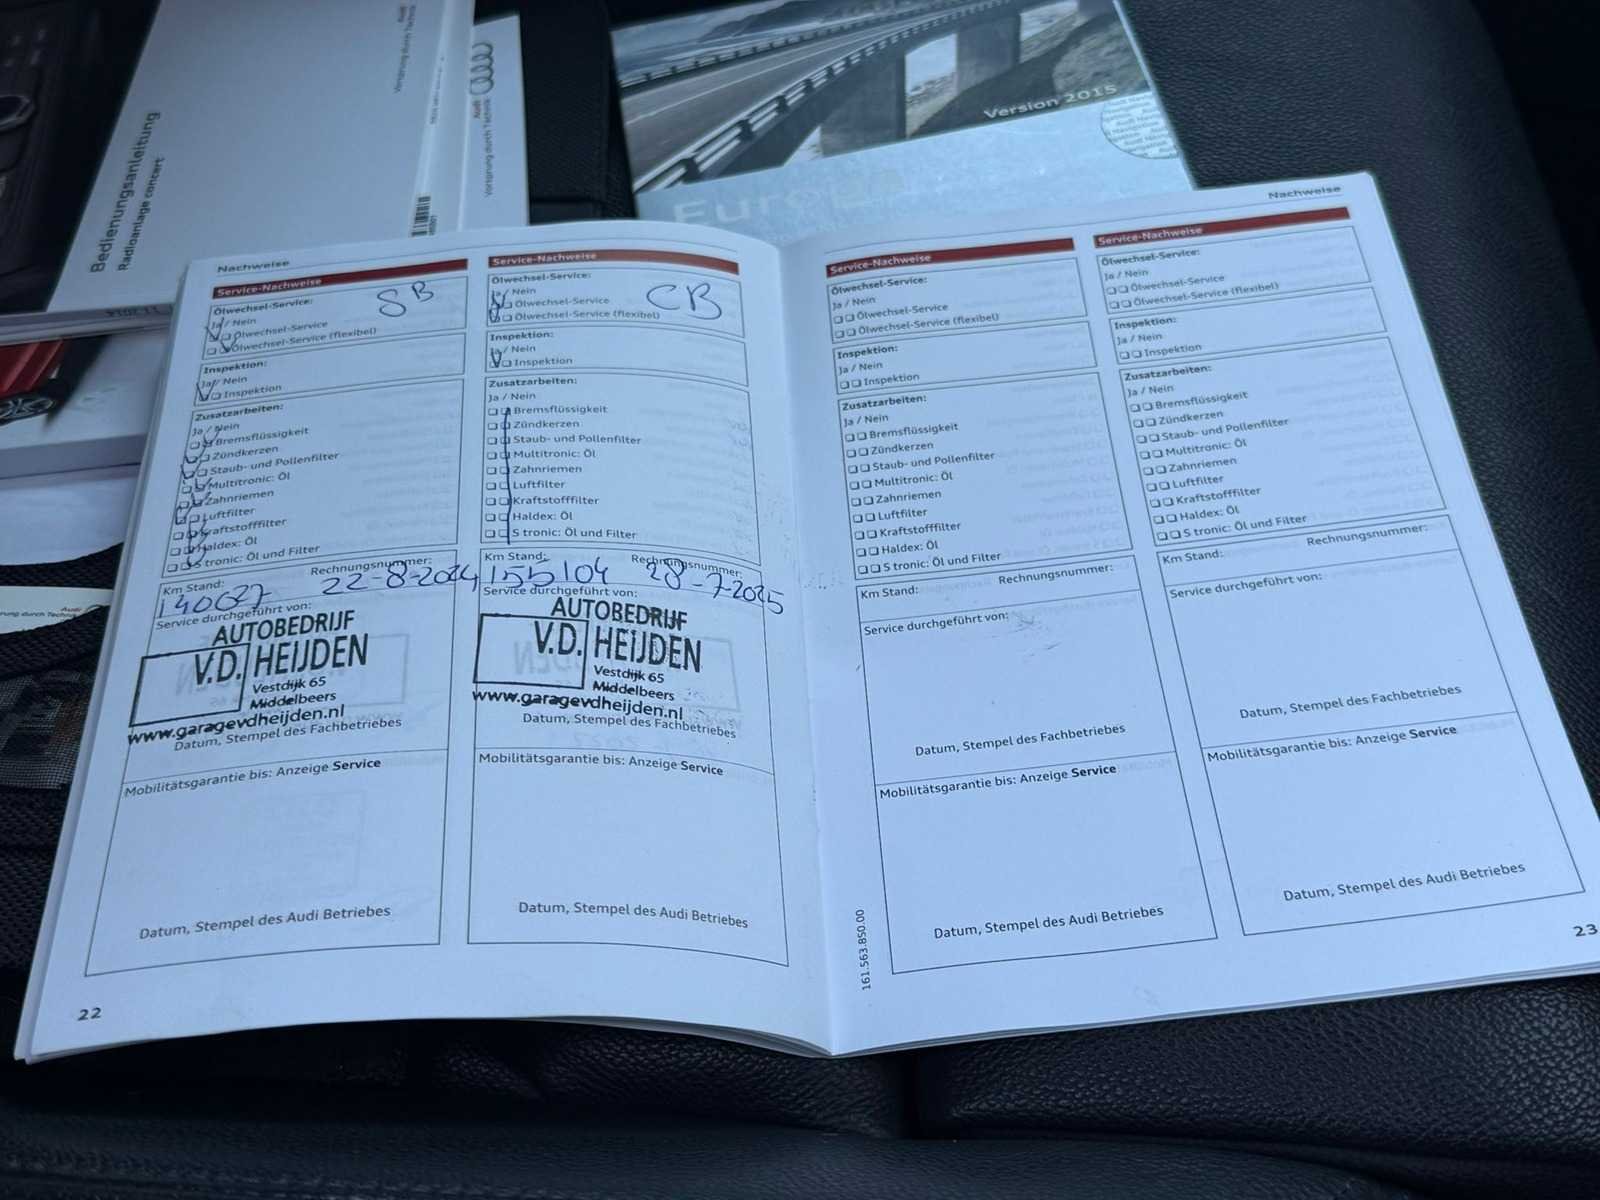 Bedienungsanleitung
Radioanlage concert
Audi
Vorsprung durch Technik
Audi
Vorsprung durch Technik
11.2014
Version 2015
Audi
Nachweise
Service-Nachweise
Ölwechsel-Service:
8B
Ja / Nein
Ölwechsel-Service
Ölwechsel-Service (flexibel)
Inspektion:
Ja / Nein
Inspektion
Zusatzarbeiten:
Ja / Nein
Bremsflüssigkeit
Zündkerzen
Staub- und Pollenfilter
Multitronic: Öl
Zahnriemen
Luftfilter
Kraftstofffilter
Haldex: Öl
S tronic: Öl und Filter
Km Stand:
Rechnungsnummer:
140627 22-8-2024
Service durchgeführt von:
AUTOBEDRIJF
V.D. HEIJDEN
Vestdijk 65
Middelbeers
www.garagevdheijden.nl
Datum, Stempel des Fachbetriebes
Mobilitätsgarantie bis: Anzeige Service
Datum, Stempel des Audi Betriebes
22
Service-Nachweise
Ölwechsel-Service:
CB
Ja / Nein
Ölwechsel-Service
Ölwechsel-Service (flexibel)
Inspektion:
Ja / Nein
Inspektion
Zusatzarbeiten:
Ja / Nein
Bremsflüssigkeit
Zündkerzen
Staub- und Pollenfilter
Multitronic: Öl
Zahnriemen
Luftfilter
Kraftstofffilter
Haldex: Öl
S tronic: Öl und Filter
Km Stand:
Rechnungsnummer:
155104 28-7-2025
Service durchgeführt von:
AUTOBEDRIJF
V.D. HEIJDEN
Vestdijk 65
Middelbeers
www.garagevdheijden.nl
Datum, Stempel des Fachbetriebes
Mobilitätsgarantie bis: Anzeige Service
Datum, Stempel des Audi Betriebes
Nachweise
Service-Nachweise
Ölwechsel-Service:
Ja / Nein
Ölwechsel-Service
Ölwechsel-Service (flexibel)
Inspektion:
Ja / Nein
Inspektion
Zusatzarbeiten:
Ja / Nein
Bremsflüssigkeit
Zündkerzen
Staub- und Pollenfilter
Multitronic: Öl
Zahnriemen
Luftfilter
Kraftstofffilter
Haldex: Öl
S tronic: Öl und Filter
Km Stand:
Rechnungsnummer:
Service durchgeführt von:
Datum, Stempel des Fachbetriebes
Mobilitätsgarantie bis: Anzeige Service
Datum, Stempel des Audi Betriebes
161.563.850.00
Service-Nachweise
Ölwechsel-Service:
Ja / Nein
Ölwechsel-Service
Ölwechsel-Service (flexibel)
Inspektion:
Ja / Nein
Inspektion
Zusatzarbeiten:
Ja / Nein
Bremsflüssigkeit
Zündkerzen
Staub- und Pollenfilter
Multitronic: Öl
Zahnriemen
Luftfilter
Kraftstofffilter
Haldex: Öl
S tronic: Öl und Filter
Km Stand:
Rechnungsnummer:
Service durchgeführt von:
Datum, Stempel des Fachbetriebes
Mobilitätsgarantie bis: Anzeige Service
Datum, Stempel des Audi Betriebes
23